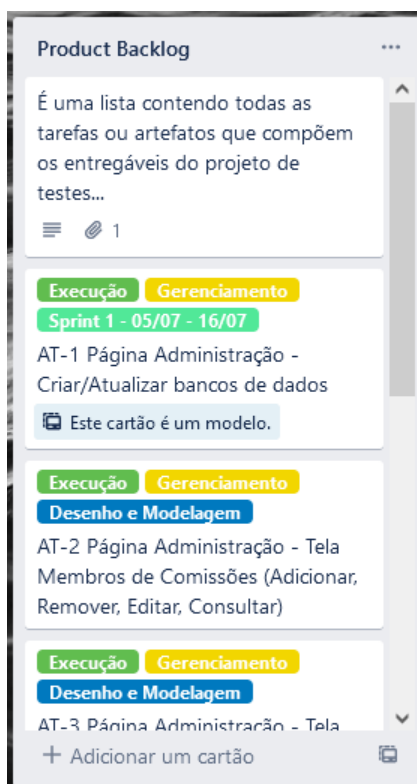 Product Backlog
É uma lista contendo todas as
tarefas ou artefatos que compõem
os entregáveis do projeto de
testes...
1
Execução Gerenciamento
Sprint 1 - 05/07 - 16/07
AT-1 Página Administração -
Criar/Atualizar bancos de dados
Este cartão é um modelo.
Execução Gerenciamento
Desenho e Modelagem
AT-2 Página Administração - Tela
Membros de Comissões (Adicionar,
Remover, Editar, Consultar)
Execução Gerenciamento
Desenho e Modelagem
AT-3 Página Administração - Tela
+ Adicionar um cartão